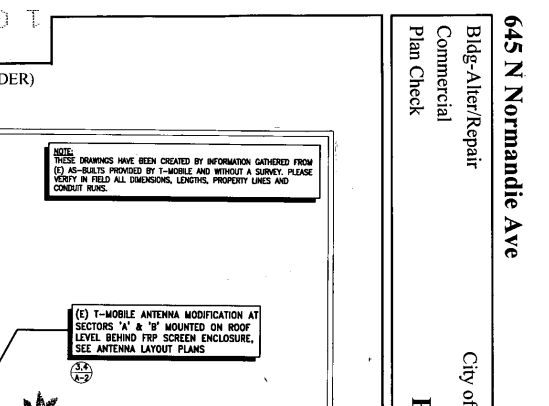 DER)
NOTE:
THESE DRAWINGS HAVE BEEN CREATED BY INFORMATION GATHERED FROM
(E) AS-BUILTS PROVIDED BY T-MOBILE AND WITHOUT A SURVEY. PLEASE
VERIFY IN FIELD ALL DIMENSIONS, LENGTHS, PROPERTY LINES AND
CONDUIT RUNS.
(E) T-MOBILE ANTENNA MODIFICATION AT
SECTORS 'A' & 'B' MOUNTED ON ROOF
LEVEL BEHIND FRP SCREEN ENCLOSURE,
SEE ANTENNA LAYOUT PLANS
3,4
A-2
645 N Normandie Ave
Bldg-Alter/Repair
Commercial
Plan Check
City of